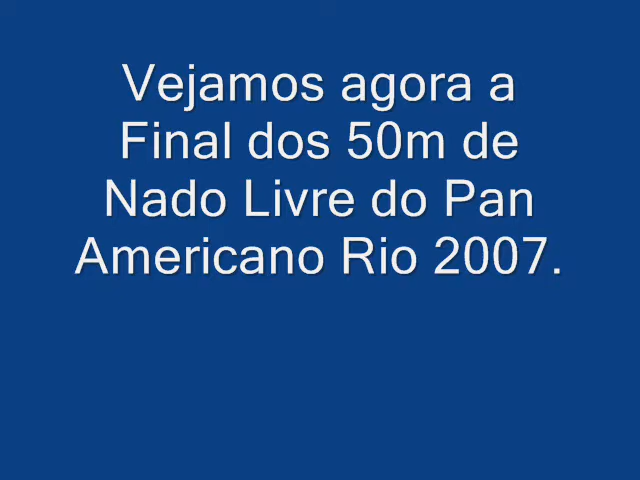 Vejamos agora a
Final dos 50m de
Nado Livre do Pan
Americano Rio 2007.